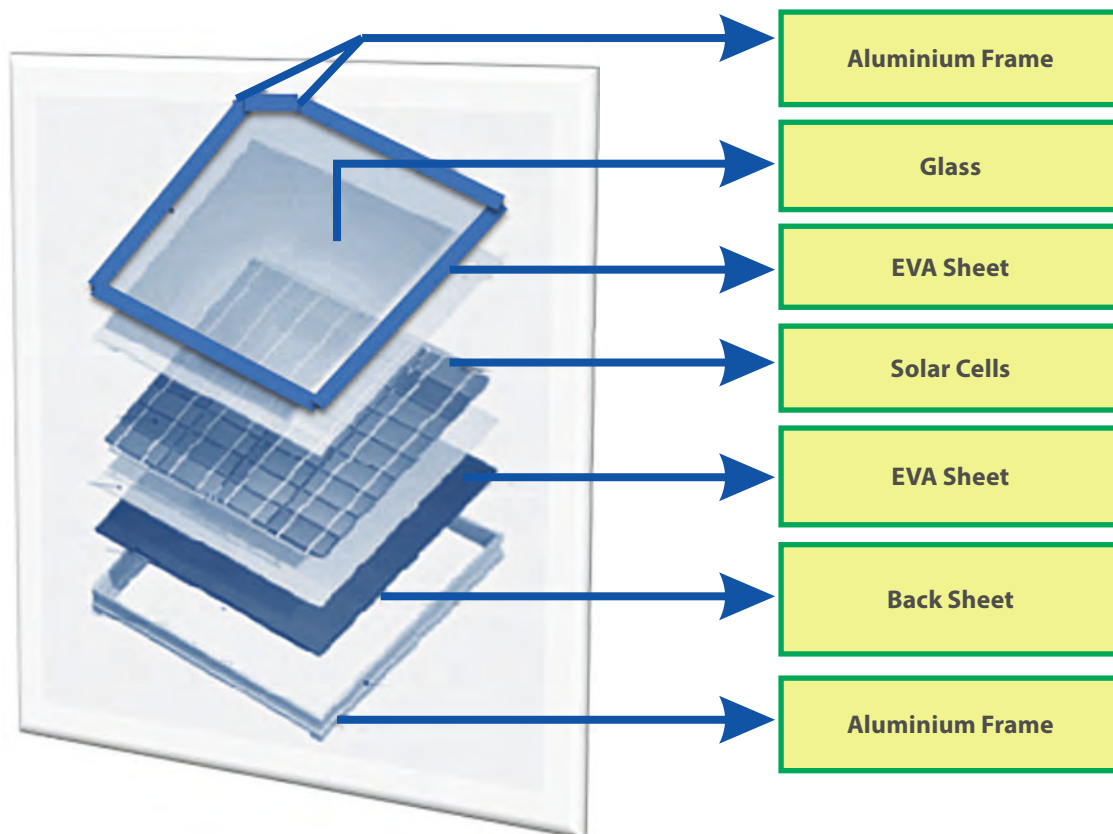 Aluminium Frame
Glass
EVA Sheet
Solar Cells
EVA Sheet
Back Sheet
Aluminium Frame